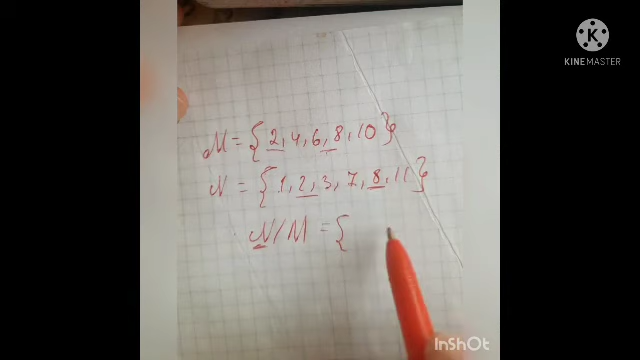 KINEMASTER
M = {2, 4, 6, 8, 10}
N = {1, 2, 3, 7, 8, 11}
N/M = {
InShOt